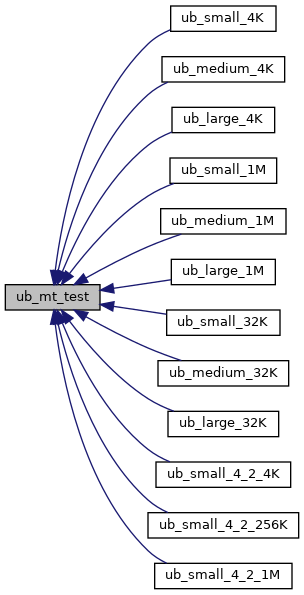 ub_small_4K
ub_medium_4K
ub_large_4K
ub_small_1M
ub_medium_1M
ub_large_1M
ub_mt_test
ub_small_32K
ub_medium_32K
ub_large_32K
ub_small_4_2_4K
ub_small_4_2_256K
ub_small_4_2_1M